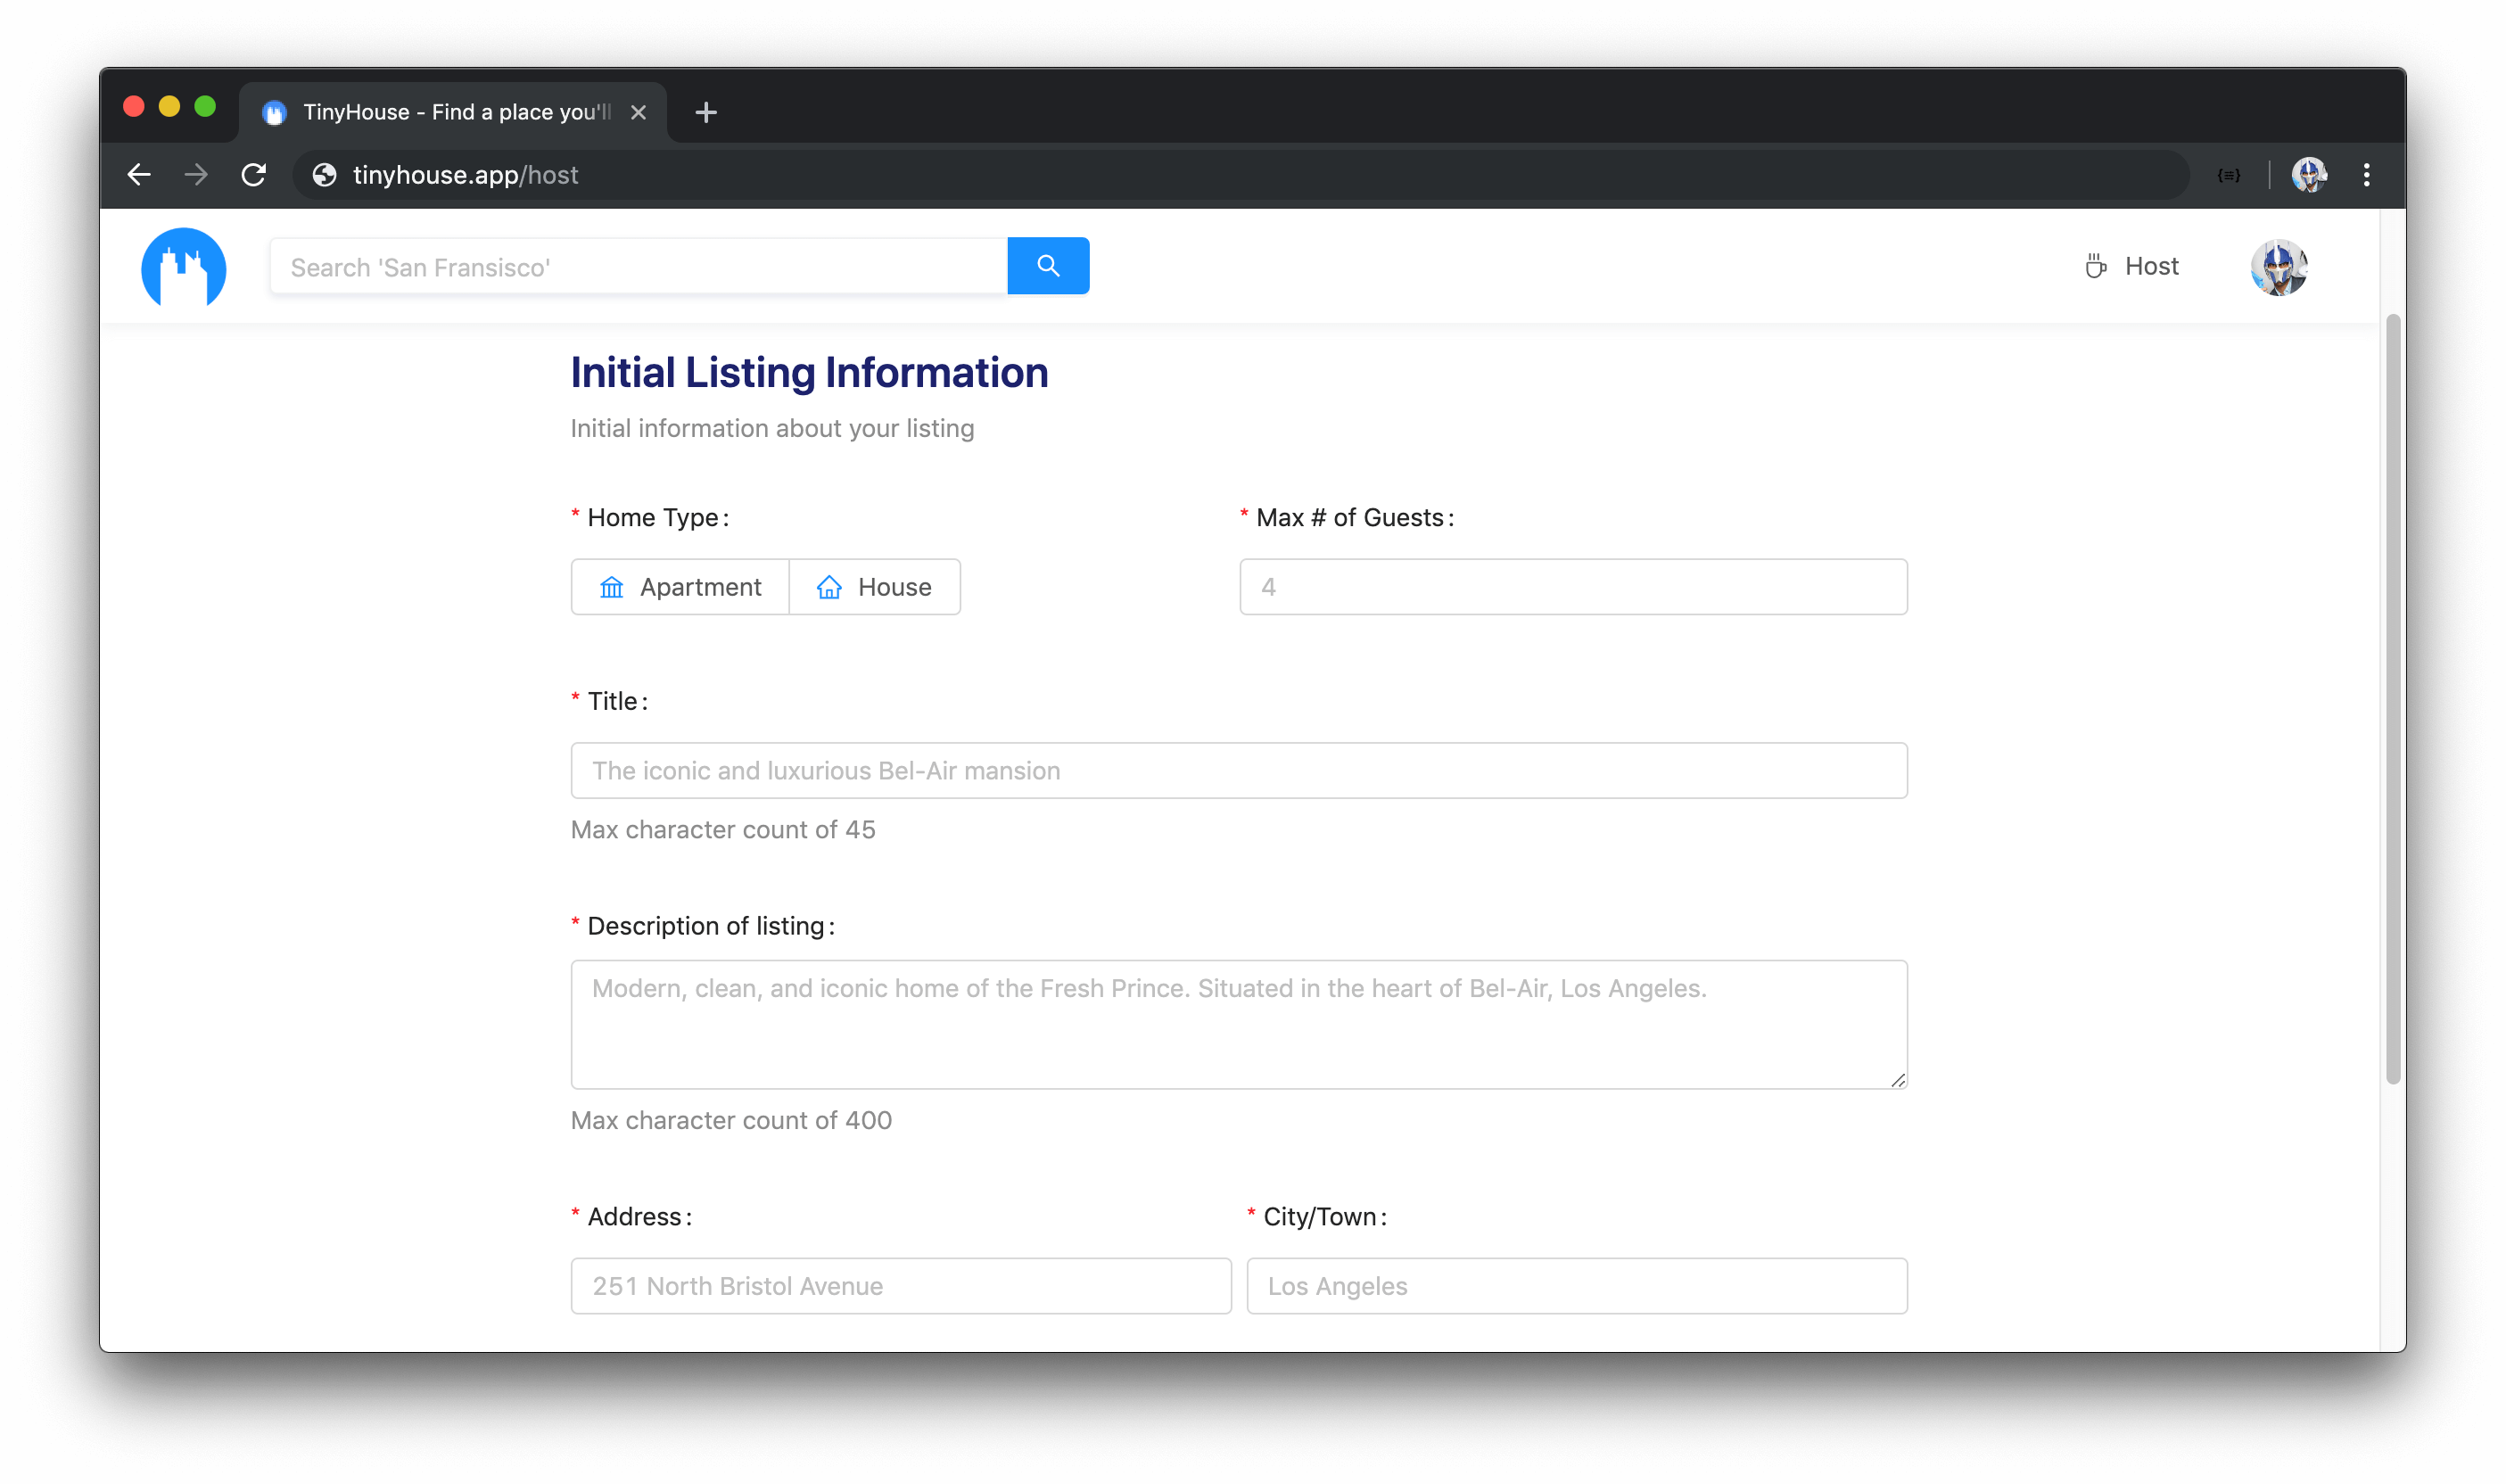 TinyHouse - Find a place you'll
tinyhouse.app/host
{≡}
Search 'San Fransisco'
Host
Initial Listing Information
Initial information about your listing
* Home Type: * Max # of Guests:
Apartment House 4
* Title:
The iconic and luxurious Bel-Air mansion
Max character count of 45
* Description of listing:
Modern, clean, and iconic home of the Fresh Prince. Situated in the heart of Bel-Air, Los Angeles.
Max character count of 400
* Address: * City/Town:
251 North Bristol Avenue Los Angeles